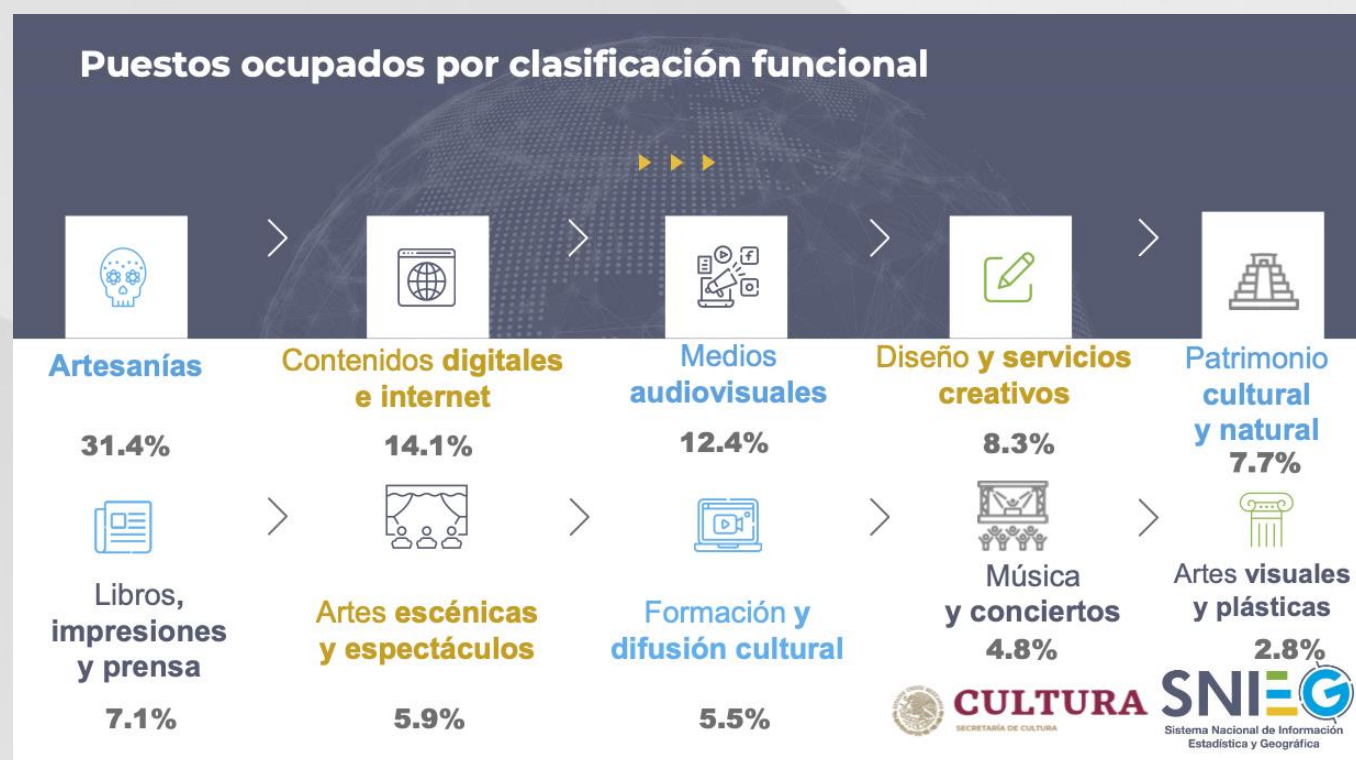 Puestos ocupados por clasificación funcional
Artesanías
31.4%
Contenidos digitales
e internet
14.1%
Medios
audiovisuales
12.4%
Diseño y servicios
creativos
8.3%
Patrimonio
cultural
y natural
7.7%
Libros,
impresiones
y prensa
7.1%
Artes escénicas
y espectáculos
5.9%
Formación y
difusión cultural
5.5%
Música
y conciertos
4.8%
Artes visuales
y plásticas
2.8%
CULTURA
SECRETARÍA DE CULTURA
SNIEG
Sistema Nacional de Información
Estadística y Geográfica